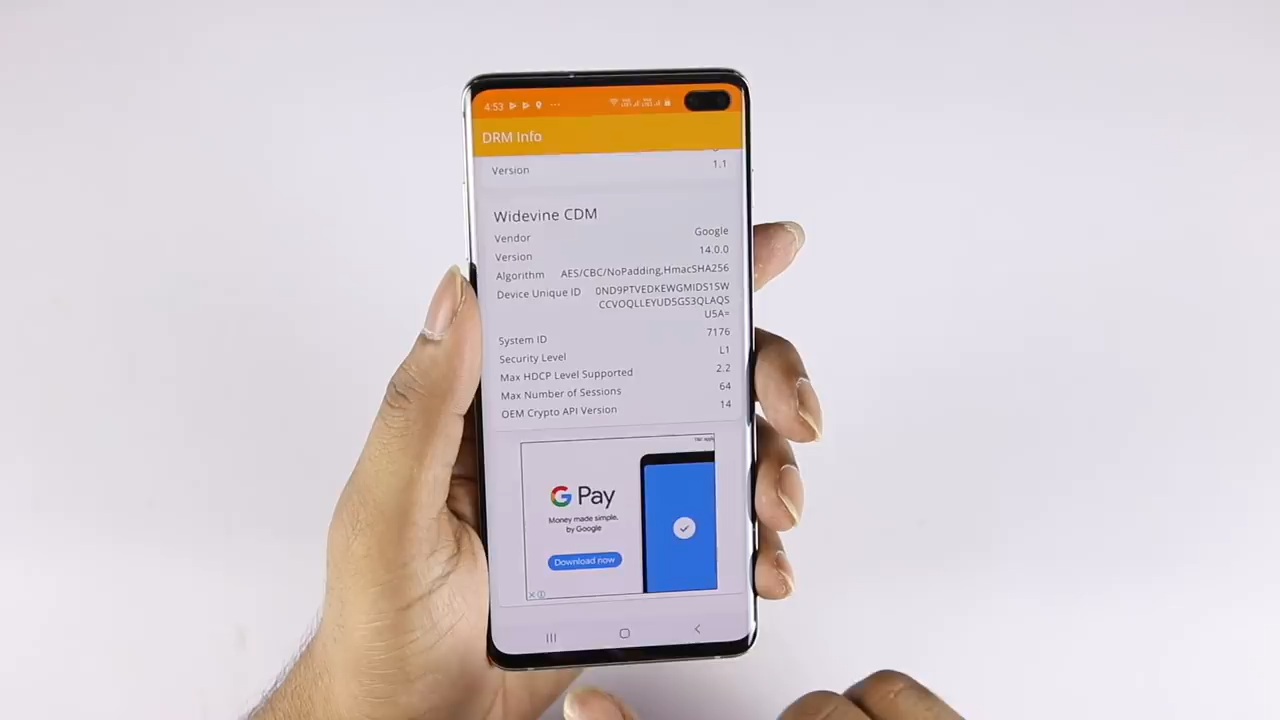 4:53
DRM Info
Version 1.1
Widevine CDM
Vendor Google
Version 14.0.0
Algorithm AES/CBC/NoPadding,HmacSHA256
Device Unique ID 0ND9PTVEDKEWGMIDS1SW
CCVOQLLEYUD5GS3QLAQS
U5A=
System ID 7176
Security Level L1
Max HDCP Level Supported 2.2
Max Number of Sessions 64
OEM Crypto API Version 14
G Pay
Money made simple,
by Google
Download now